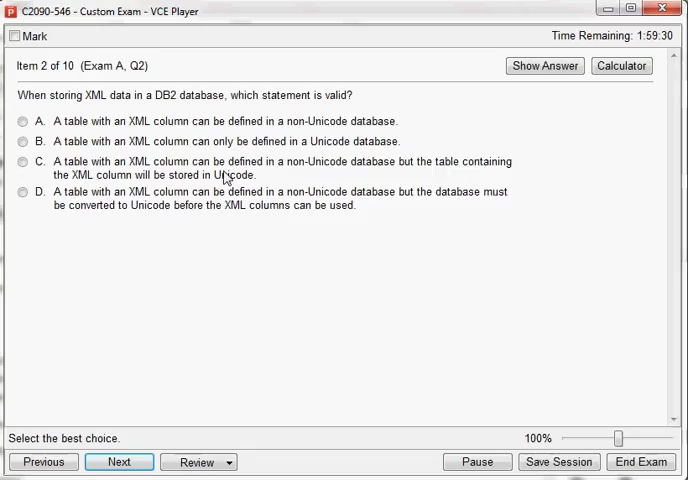 C2090-546 - Custom Exam - VCE Player
Mark
Time Remaining: 1:59:30
Item 2 of 10 (Exam A, Q2)
Show Answer
Calculator
When storing XML data in a DB2 database, which statement is valid?
A. A table with an XML column can be defined in a non-Unicode database.
B. A table with an XML column can only be defined in a Unicode database.
C. A table with an XML column can be defined in a non-Unicode database but the table containing
the XML column will be stored in Unicode.
D. A table with an XML column can be defined in a non-Unicode database but the database must
be converted to Unicode before the XML columns can be used.
Select the best choice.
100%
Previous
Next
Review
Pause
Save Session
End Exam